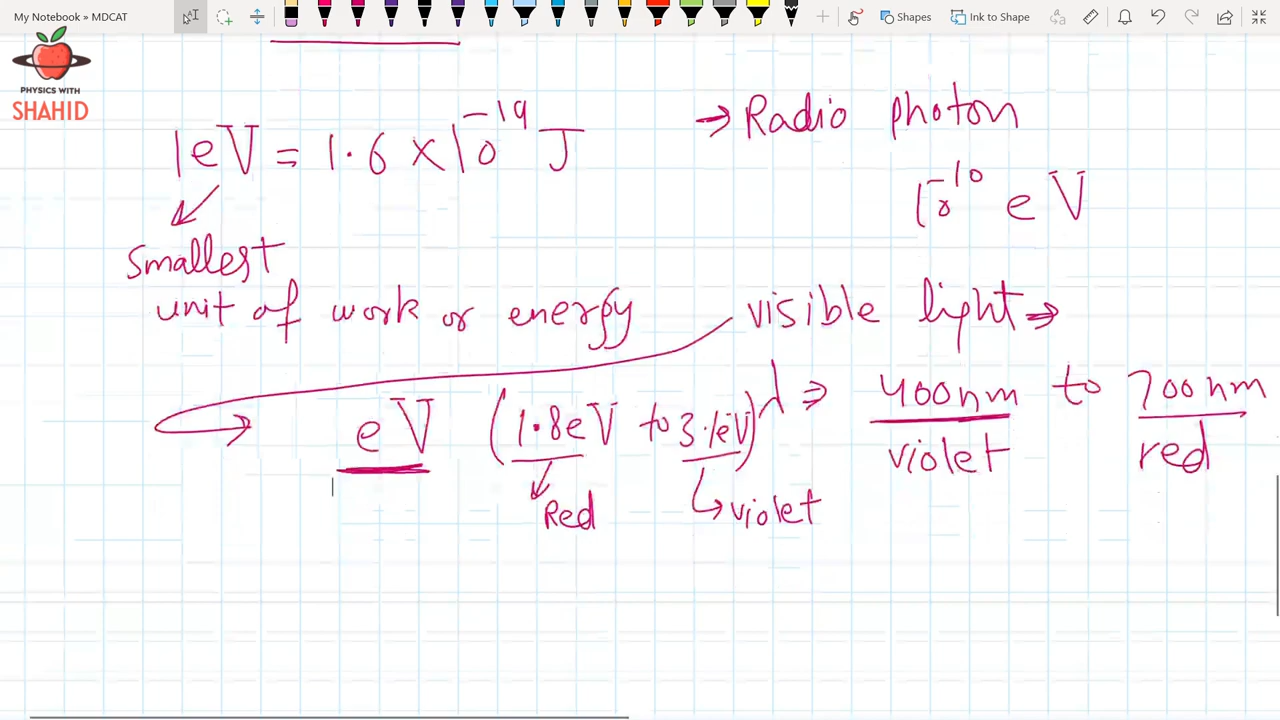 My Notebook » MDCAT
Shapes
Ink to Shape
PHYSICS WITH
SHAHID
1eV = 1.6 × 10⁻¹⁹ J
→ Radio photon
10⁻¹⁰ eV
smallest
unit of work or energy
visible light →
eV (1.8eV to 3.1eV) λ ⇒ 400nm to 700nm
violet red
Red violet